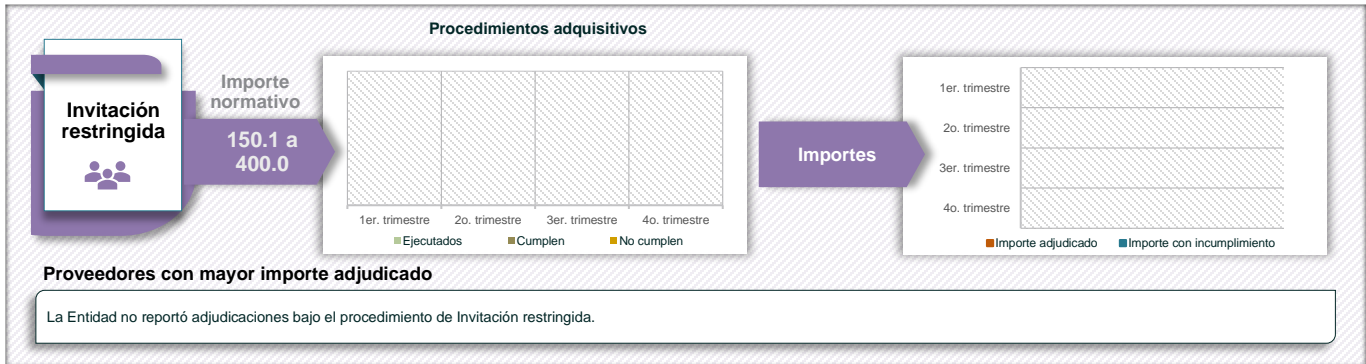 Procedimientos adquisitivos
Invitación
restringida
Importe
normativo
150.1 a
400.0
1er. trimestre
2o. trimestre
3er. trimestre
4o. trimestre
Ejecutados
Cumplen
No cumplen
Importes
1er. trimestre
2o. trimestre
3er. trimestre
4o. trimestre
Importe adjudicado
Importe con incumplimiento
Proveedores con mayor importe adjudicado
La Entidad no reportó adjudicaciones bajo el procedimiento de Invitación restringida.